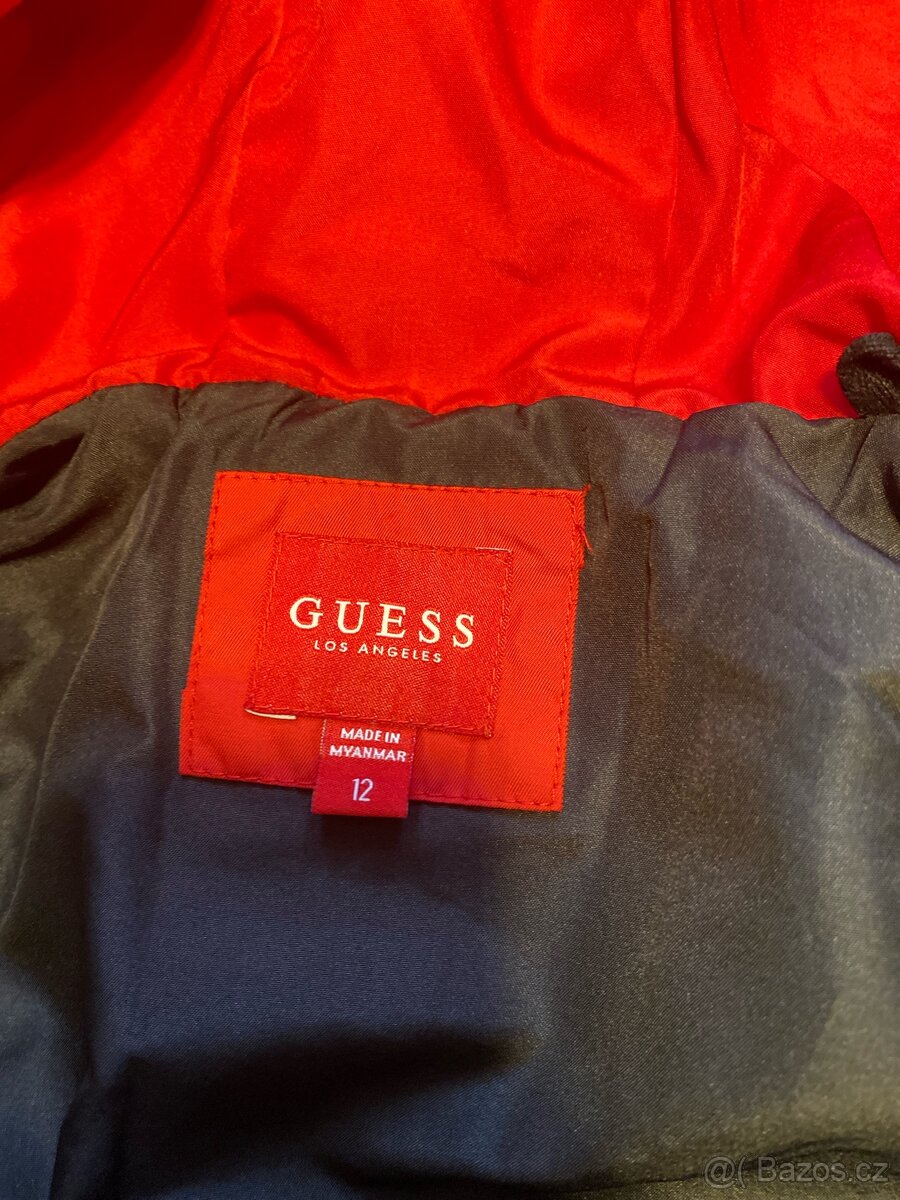 GUESS
LOS ANGELES
MADE IN
MYANMAR
12
@( Bazos.cz